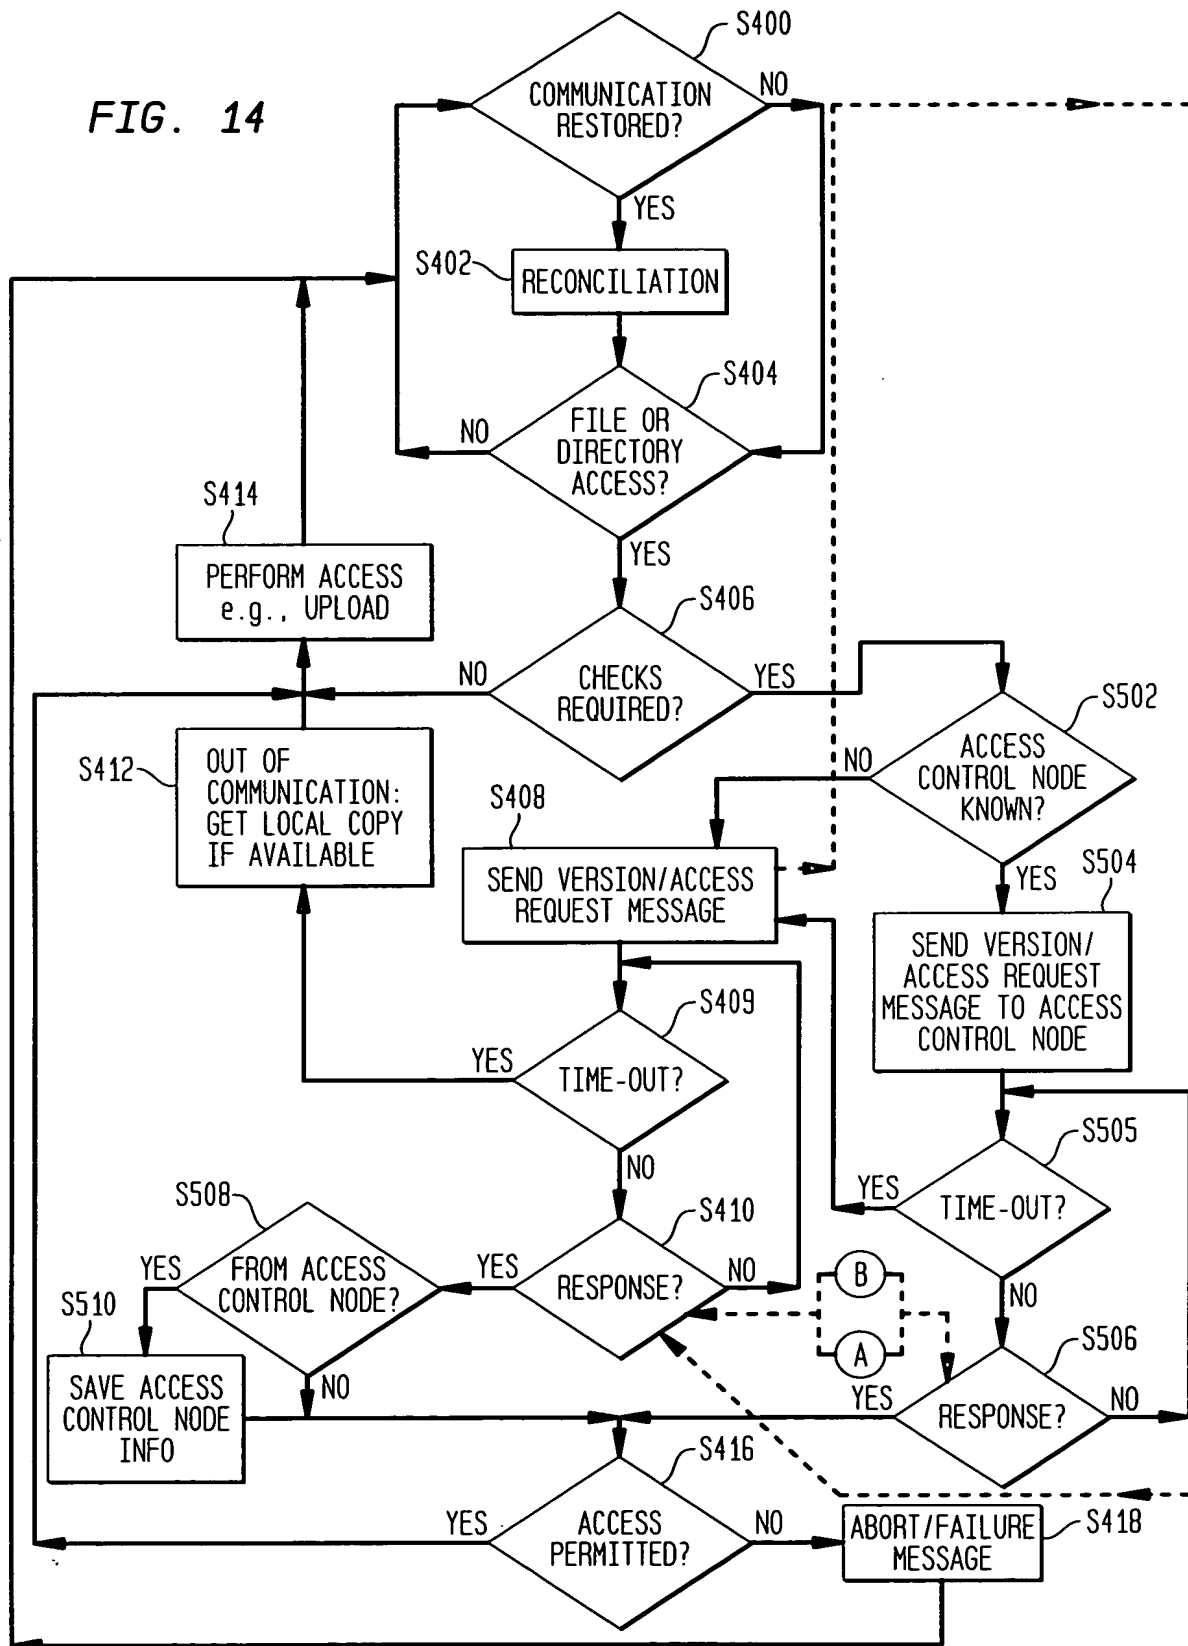 FIG. 14
S400
COMMUNICATION
RESTORED?
NO
YES
S402
RECONCILIATION
S404
FILE OR
DIRECTORY
ACCESS?
NO
YES
S414
PERFORM ACCESS
e.g., UPLOAD
S406
CHECKS
REQUIRED?
NO
YES
S502
ACCESS
CONTROL NODE
KNOWN?
NO
YES
S412
OUT OF
COMMUNICATION:
GET LOCAL COPY
IF AVAILABLE
S408
SEND VERSION/ACCESS
REQUEST MESSAGE
S504
SEND VERSION/
ACCESS REQUEST
MESSAGE TO ACCESS
CONTROL NODE
S409
TIME-OUT?
YES
NO
S505
TIME-OUT?
YES
NO
S508
FROM ACCESS
CONTROL NODE?
YES
NO
S410
RESPONSE?
YES
NO
B
A
S510
SAVE ACCESS
CONTROL NODE
INFO
S506
RESPONSE?
YES
NO
S416
ACCESS
PERMITTED?
YES
NO
ABORT/FAILURE
MESSAGE
S418